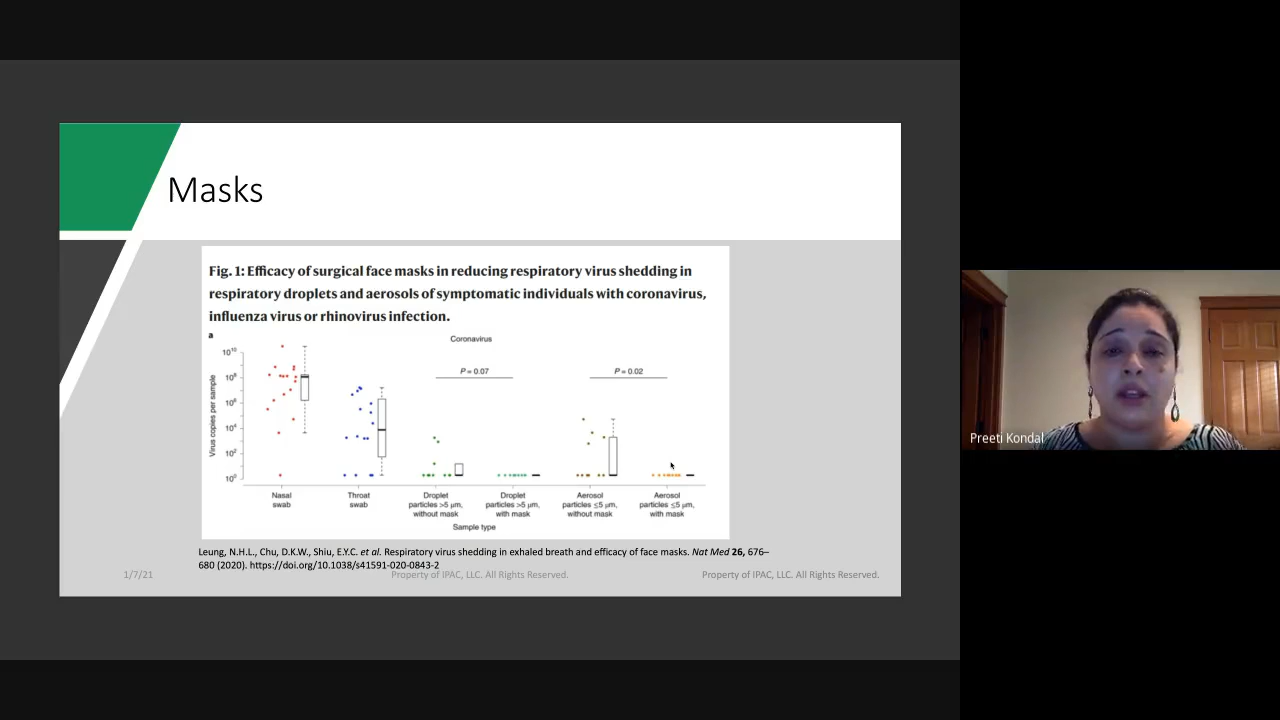 Masks
Fig. 1: Efficacy of surgical face masks in reducing respiratory virus shedding in
respiratory droplets and aerosols of symptomatic individuals with coronavirus,
influenza virus or rhinovirus infection.
a
Coronavirus
Virus copies per sample
10¹⁰
10⁸
10⁶
10⁴
10²
10⁰
P = 0.07
P = 0.02
Nasal
swab
Throat
swab
Droplet
particles >5 µm,
without mask
Droplet
particles >5 µm,
with mask
Aerosol
particles ≤5 µm,
without mask
Aerosol
particles ≤5 µm,
with mask
Sample type
Leung, N.H.L., Chu, D.K.W., Shiu, E.Y.C. et al. Respiratory virus shedding in exhaled breath and efficacy of face masks. Nat Med 26, 676–
680 (2020). https://doi.org/10.1038/s41591-020-0843-2
1/7/21
Property of IPAC, LLC. All Rights Reserved.
Property of IPAC, LLC. All Rights Reserved.
Preeti Kondal